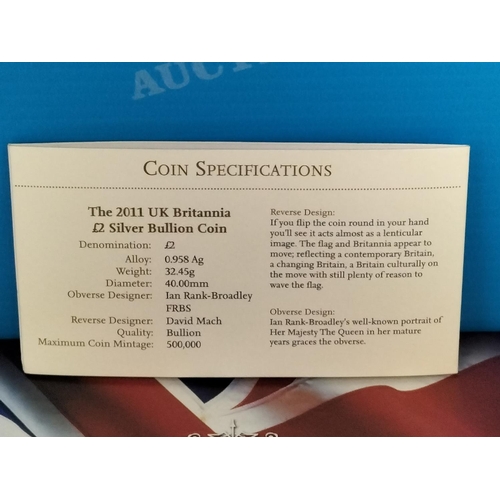 AUCT
COIN SPECIFICATIONS
The 2011 UK Britannia
£2 Silver Bullion Coin
Denomination: £2
Alloy: 0.958 Ag
Weight: 32.45g
Diameter: 40.00mm
Obverse Designer: Ian Rank-Broadley
FRBS
Reverse Designer: David Mach
Quality: Bullion
Maximum Coin Mintage: 500,000
Reverse Design:
If you flip the coin round in your hand
you'll see it acts almost as a lenticular
image. The flag and Britannia appear to
move; reflecting a contemporary Britain,
a changing Britain, a Britain culturally on
the move with still plenty of reason to
wave the flag.
Obverse Design:
Ian Rank-Broadley's well-known portrait of
Her Majesty The Queen in her mature
years graces the obverse.